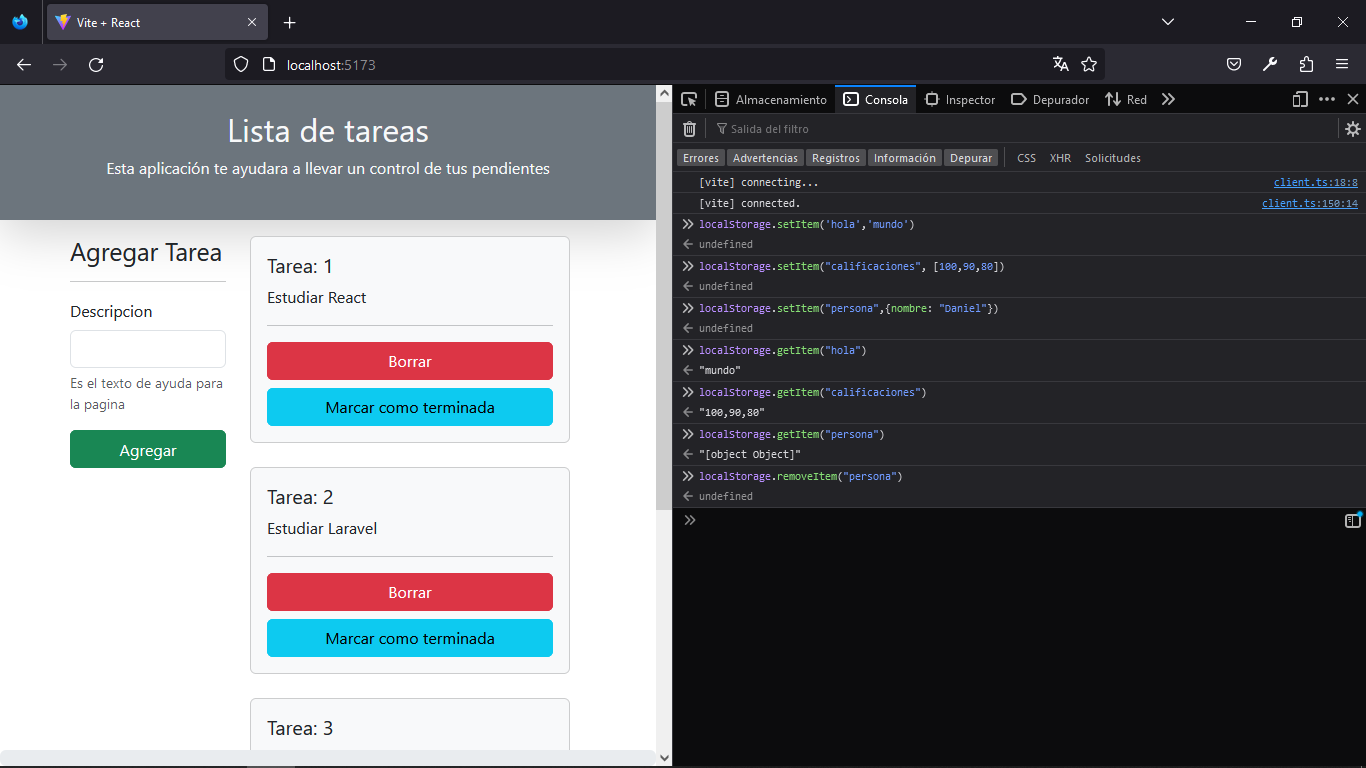 Vite + React
localhost:5173
Lista de tareas
Esta aplicación te ayudara a llevar un control de tus pendientes
Agregar Tarea
Descripcion
Es el texto de ayuda para
la pagina
Agregar
Tarea: 1
Estudiar React
Borrar
Marcar como terminada
Tarea: 2
Estudiar Laravel
Borrar
Marcar como terminada
Tarea: 3
Almacenamiento Consola Inspector Depurador Red
Salida del filtro
Errores Advertencias Registros Información Depurar CSS XHR Solicitudes
[vite] connecting... client.ts:18:8
[vite] connected. client.ts:150:14
localStorage.setItem('hola','mundo')
undefined
localStorage.setItem("calificaciones", [100,90,80])
undefined
localStorage.setItem("persona",{nombre: "Daniel"})
undefined
localStorage.getItem("hola")
"mundo"
localStorage.getItem("calificaciones")
"100,90,80"
localStorage.getItem("persona")
"[object Object]"
localStorage.removeItem("persona")
undefined